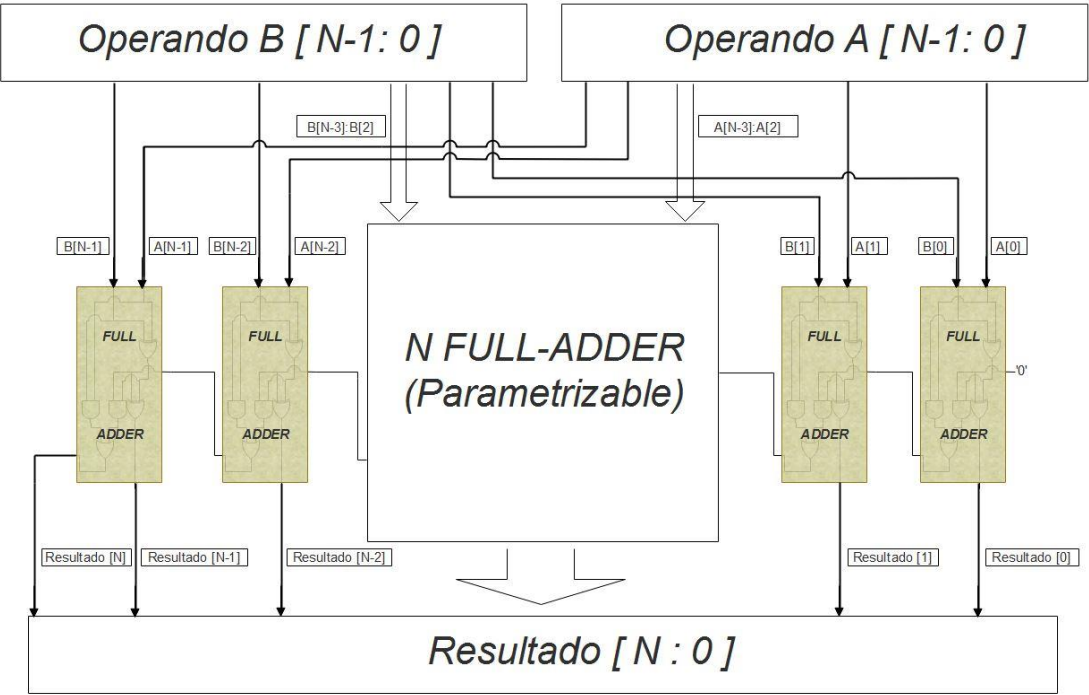 Operando B [ N-1: 0 ]
Operando A [ N-1: 0 ]
B[N-3]:B[2]
A[N-3]:A[2]
B[N-1]
A[N-1]
B[N-2]
A[N-2]
B[1]
A[1]
B[0]
A[0]
FULL
ADDER
FULL
ADDER
N FULL-ADDER
(Parametrizable)
FULL
ADDER
FULL
ADDER
'0'
Resultado [N]
Resultado [N-1]
Resultado [N-2]
Resultado [1]
Resultado [0]
Resultado [ N : 0 ]